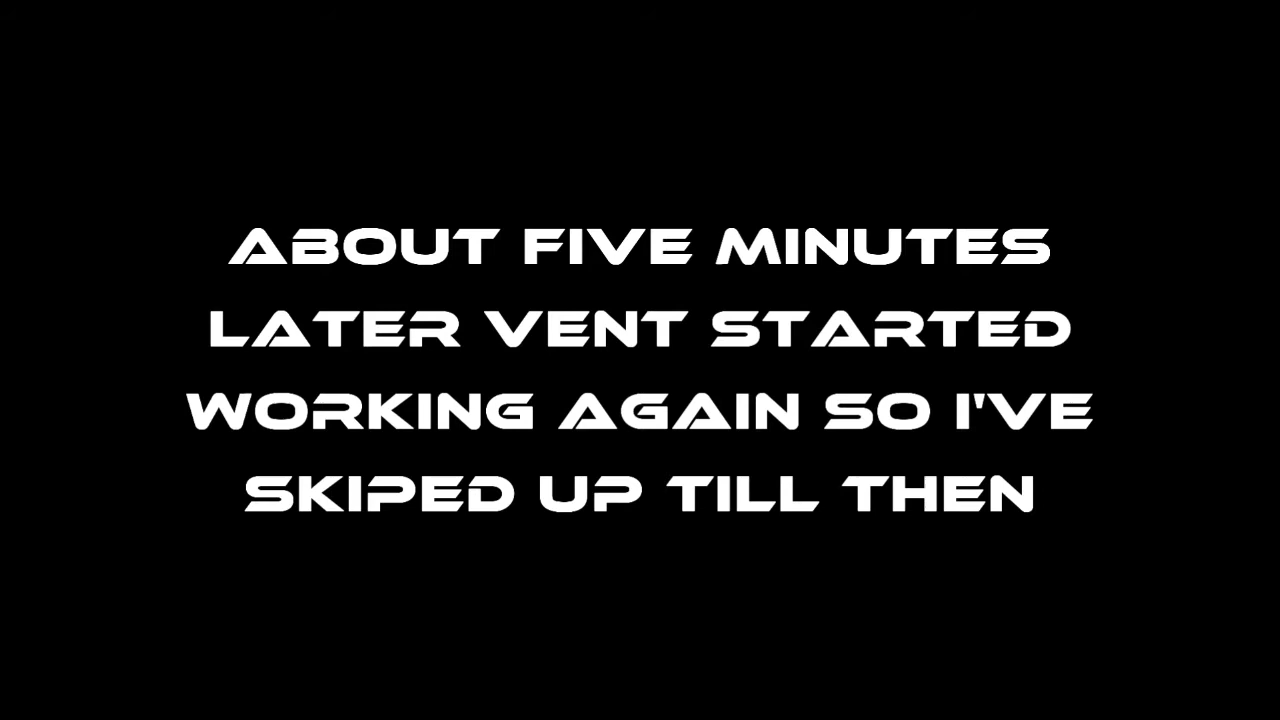 ABOUT FIVE MINUTES
LATER VENT STARTED
WORKING AGAIN SO I'VE
SKIPED UP TILL THEN